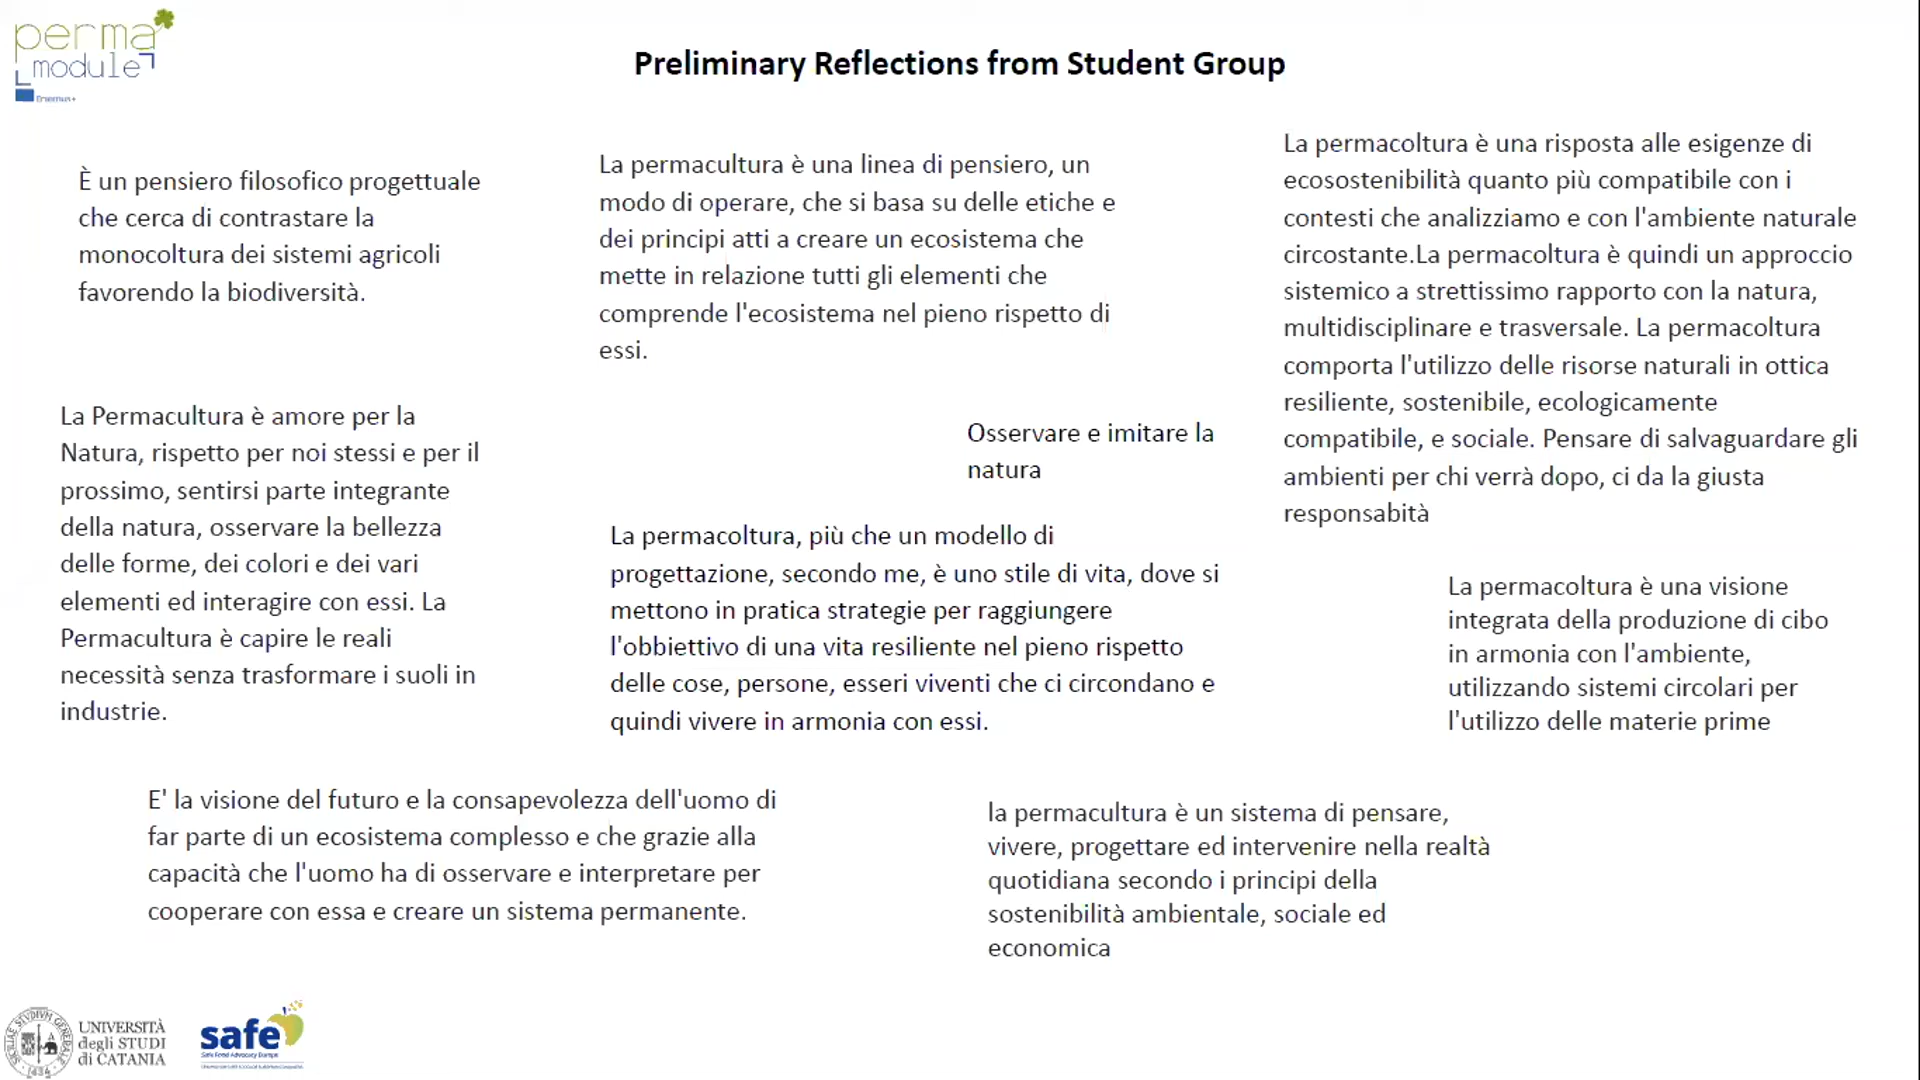 perma
module
Erasmus+
Preliminary Reflections from Student Group
È un pensiero filosofico progettuale
che cerca di contrastare la
monocoltura dei sistemi agricoli
favorendo la biodiversità.
La permacultura è una linea di pensiero, un
modo di operare, che si basa su delle etiche e
dei principi atti a creare un ecosistema che
mette in relazione tutti gli elementi che
comprende l'ecosistema nel pieno rispetto di
essi.
La permacoltura è una risposta alle esigenze di
ecosostenibilità quanto più compatibile con i
contesti che analizziamo e con l'ambiente naturale
circostante.La permacoltura è quindi un approccio
sistemico a strettissimo rapporto con la natura,
multidisciplinare e trasversale. La permacoltura
comporta l'utilizzo delle risorse naturali in ottica
resiliente, sostenibile, ecologicamente
compatibile, e sociale. Pensare di salvaguardare gli
ambienti per chi verrà dopo, ci da la giusta
responsabità
La Permacultura è amore per la
Natura, rispetto per noi stessi e per il
prossimo, sentirsi parte integrante
della natura, osservare la bellezza
delle forme, dei colori e dei vari
elementi ed interagire con essi. La
Permacultura è capire le reali
necessità senza trasformare i suoli in
industrie.
Osservare e imitare la
natura
La permacoltura, più che un modello di
progettazione, secondo me, è uno stile di vita, dove si
mettono in pratica strategie per raggiungere
l'obbiettivo di una vita resiliente nel pieno rispetto
delle cose, persone, esseri viventi che ci circondano e
quindi vivere in armonia con essi.
La permacoltura è una visione
integrata della produzione di cibo
in armonia con l'ambiente,
utilizzando sistemi circolari per
l'utilizzo delle materie prime
E' la visione del futuro e la consapevolezza dell'uomo di
far parte di un ecosistema complesso e che grazie alla
capacità che l'uomo ha di osservare e interpretare per
cooperare con essa e creare un sistema permanente.
la permacultura è un sistema di pensare,
vivere, progettare ed intervenire nella realtà
quotidiana secondo i principi della
sostenibilità ambientale, sociale ed
economica
UNIVERSITÀ
degli STUDI
di CATANIA
1434
safe
Safe Food Advocacy Europe